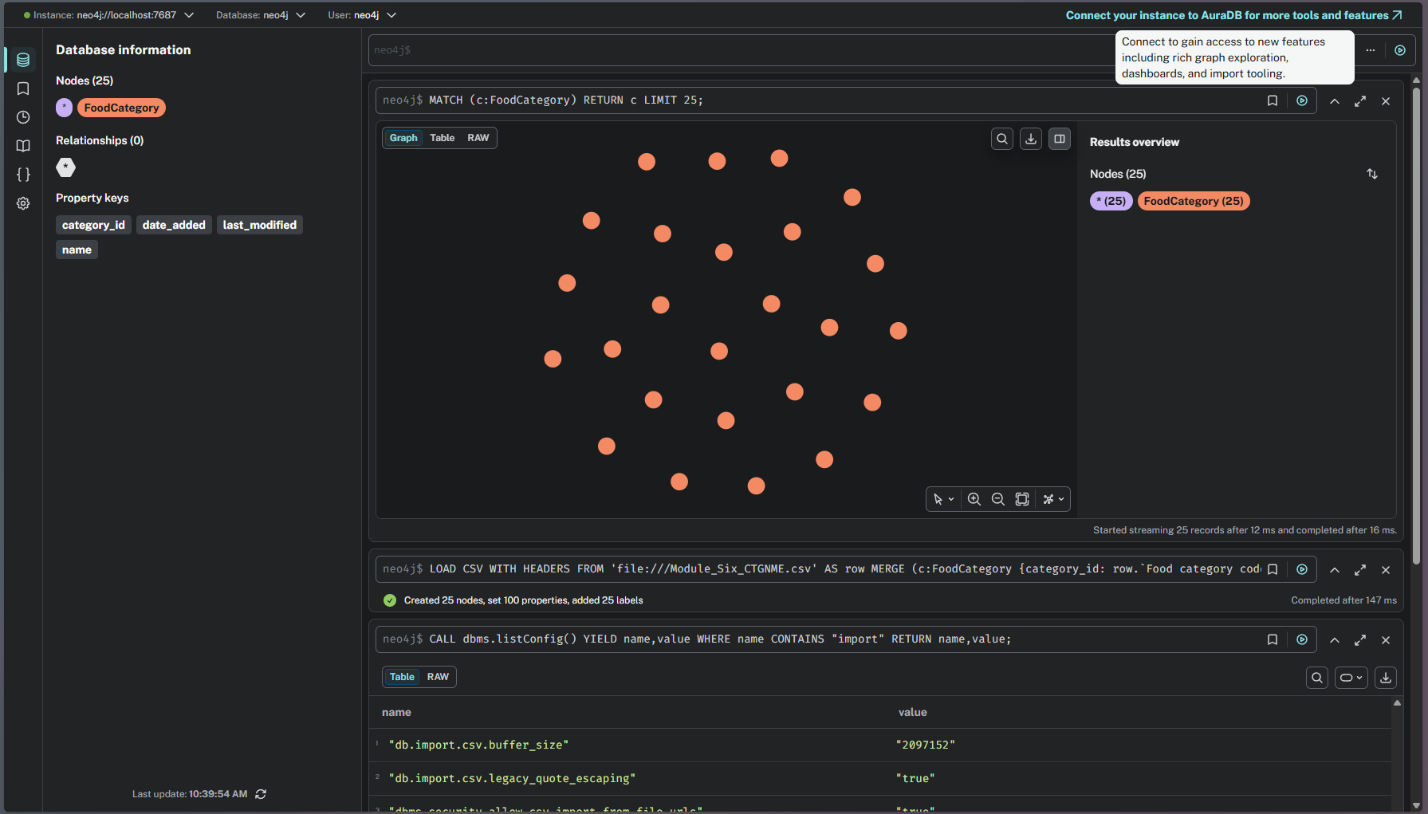 Instance: neo4j://localhost:7687 Database: neo4j User: neo4j Connect your instance to AuraDB for more tools and features
Connect to gain access to new features
including rich graph exploration,
dashboards, and import tooling.
Database information
Nodes (25)
* FoodCategory
Relationships (0)
*
Property keys
category_id date_added last_modified
name
Last update: 10:39:54 AM
neo4j$
neo4j$ MATCH (c:FoodCategory) RETURN c LIMIT 25;
Graph Table RAW
Results overview
Nodes (25)
* (25) FoodCategory (25)
Started streaming 25 records after 12 ms and completed after 16 ms.
neo4j$ LOAD CSV WITH HEADERS FROM 'file:///Module_Six_CTGNME.csv' AS row MERGE (c:FoodCategory {category_id: row.`Food category code
Created 25 nodes, set 100 properties, added 25 labels Completed after 147 ms
neo4j$ CALL dbms.listConfig() YIELD name,value WHERE name CONTAINS "import" RETURN name,value;
Table RAW
name value
1 "db.import.csv.buffer_size" "2097152"
2 "db.import.csv.legacy_quote_escaping" "true"
3 "dbms.security.allow_csv_import_from_file_urls" "true"